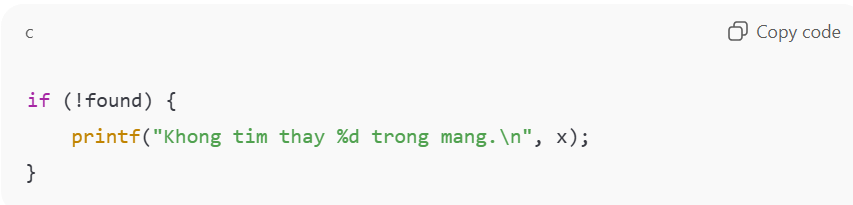 c
Copy code
if (!found) {
    printf("Khong tim thay %d trong mang.\n", x);
}